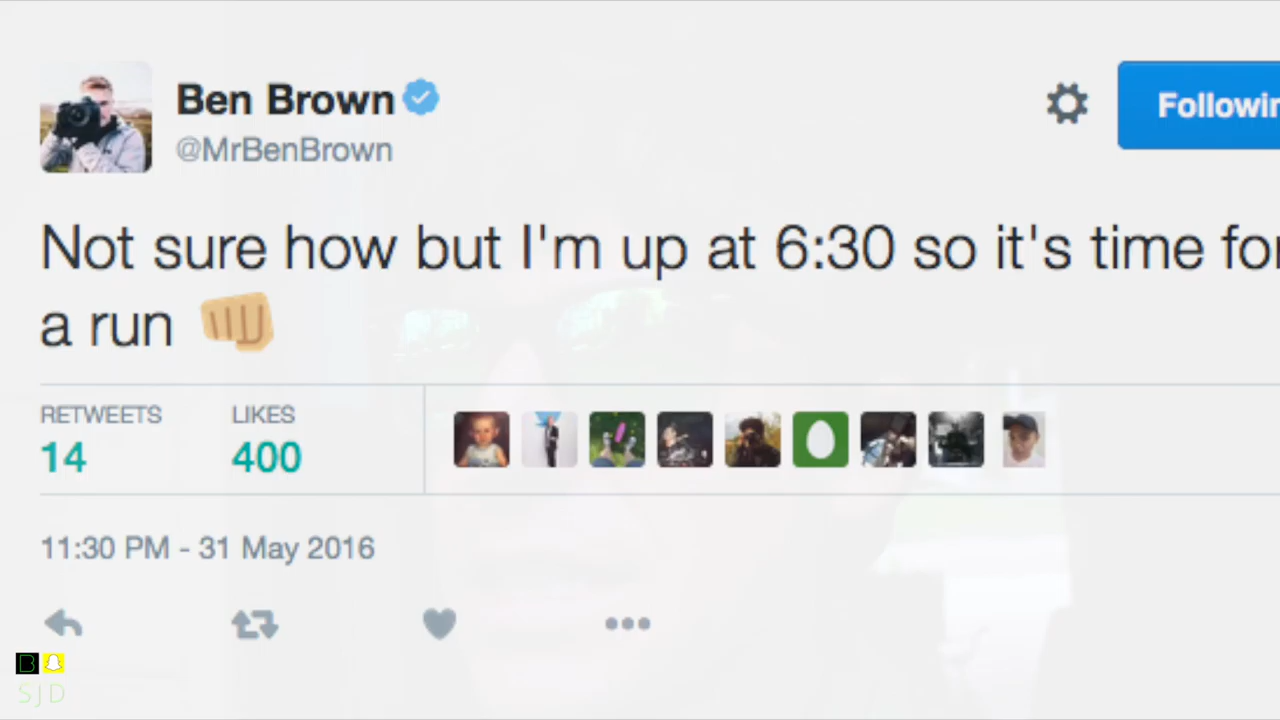 Ben Brown
@MrBenBrown
Followin
Not sure how but I'm up at 6:30 so it's time for
a run
RETWEETS
LIKES
14
400
11:30 PM - 31 May 2016
B
SJD